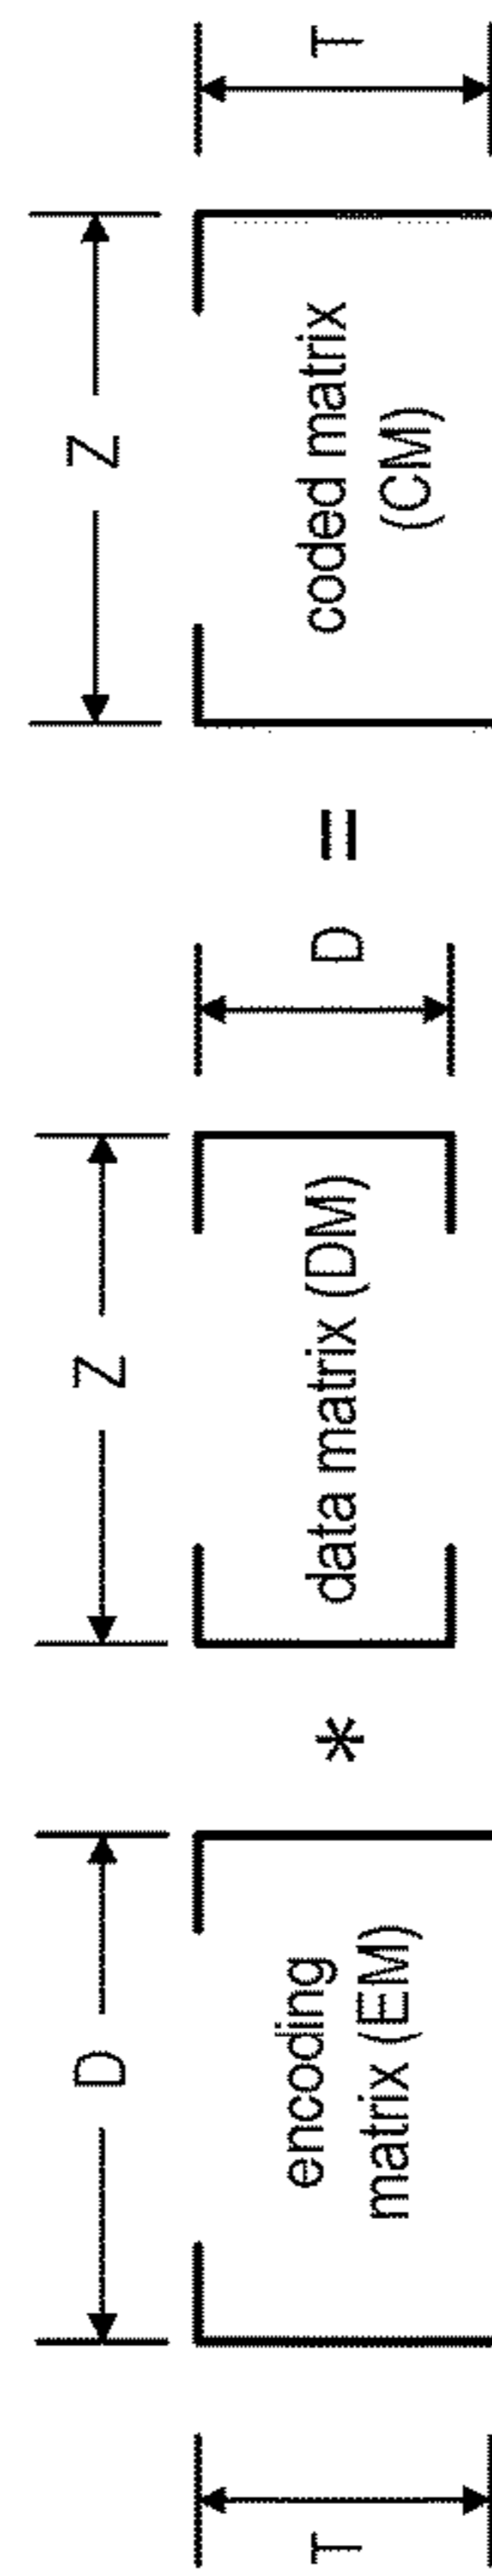 T
D
encoding
matrix (EM)
*
Z
data matrix (DM)
D
=
Z
coded matrix
(CM)
T